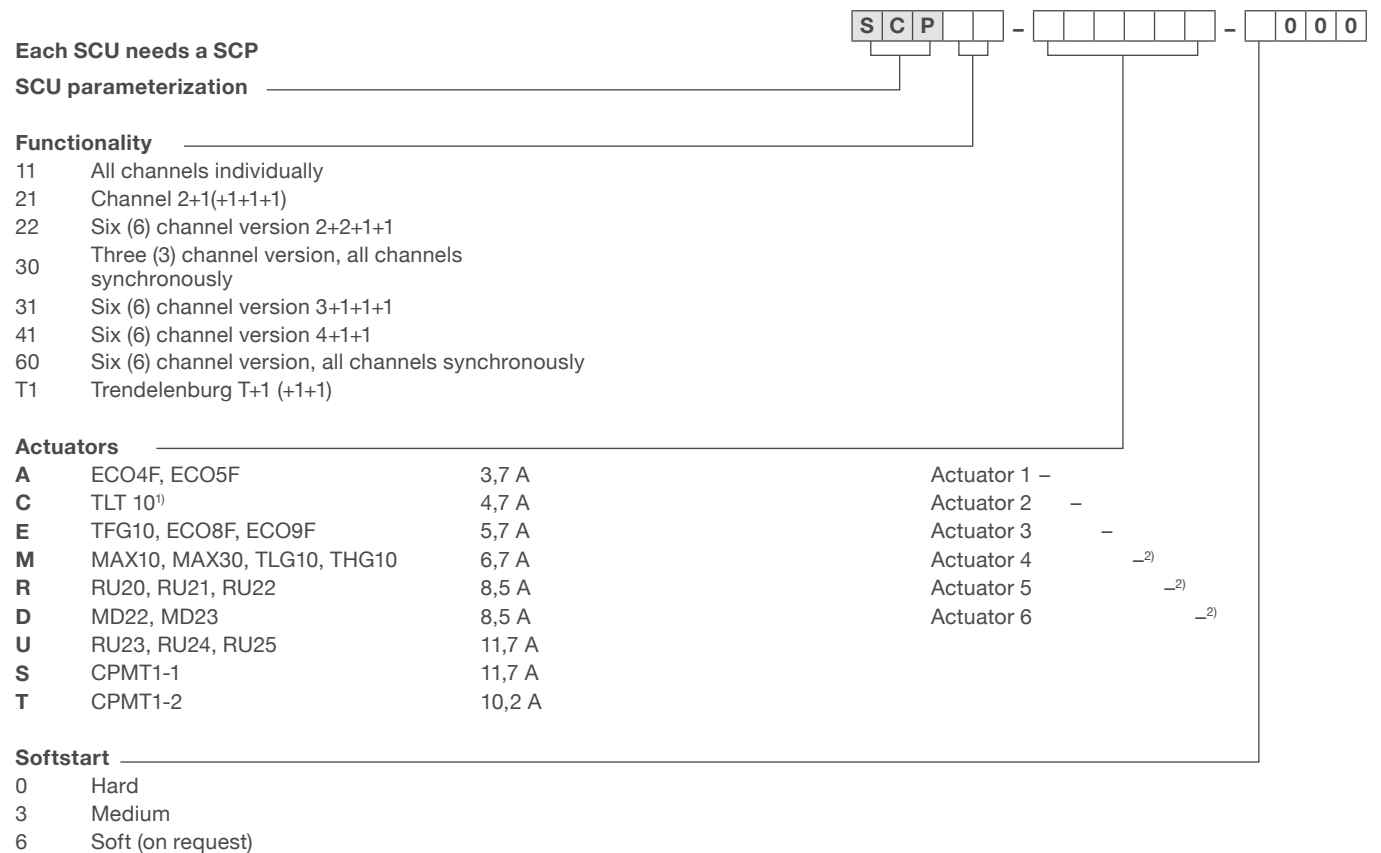 S C P – – 0 0 0
Each SCU needs a SCP
SCU parameterization
Functionality
11 All channels individually
21 Channel 2+1(+1+1+1)
22 Six (6) channel version 2+2+1+1
30 Three (3) channel version, all channels
synchronously
31 Six (6) channel version 3+1+1+1
41 Six (6) channel version 4+1+1
60 Six (6) channel version, all channels synchronously
T1 Trendelenburg T+1 (+1+1)
Actuators
A ECO4F, ECO5F 3,7 A Actuator 1 –
C TLT 10¹⁾ 4,7 A Actuator 2 –
E TFG10, ECO8F, ECO9F 5,7 A Actuator 3 –
M MAX10, MAX30, TLG10, THG10 6,7 A Actuator 4 –²⁾
R RU20, RU21, RU22 8,5 A Actuator 5 –²⁾
D MD22, MD23 8,5 A Actuator 6 –²⁾
U RU23, RU24, RU25 11,7 A
S CPMT1-1 11,7 A
T CPMT1-2 10,2 A
Softstart
0 Hard
3 Medium
6 Soft (on request)